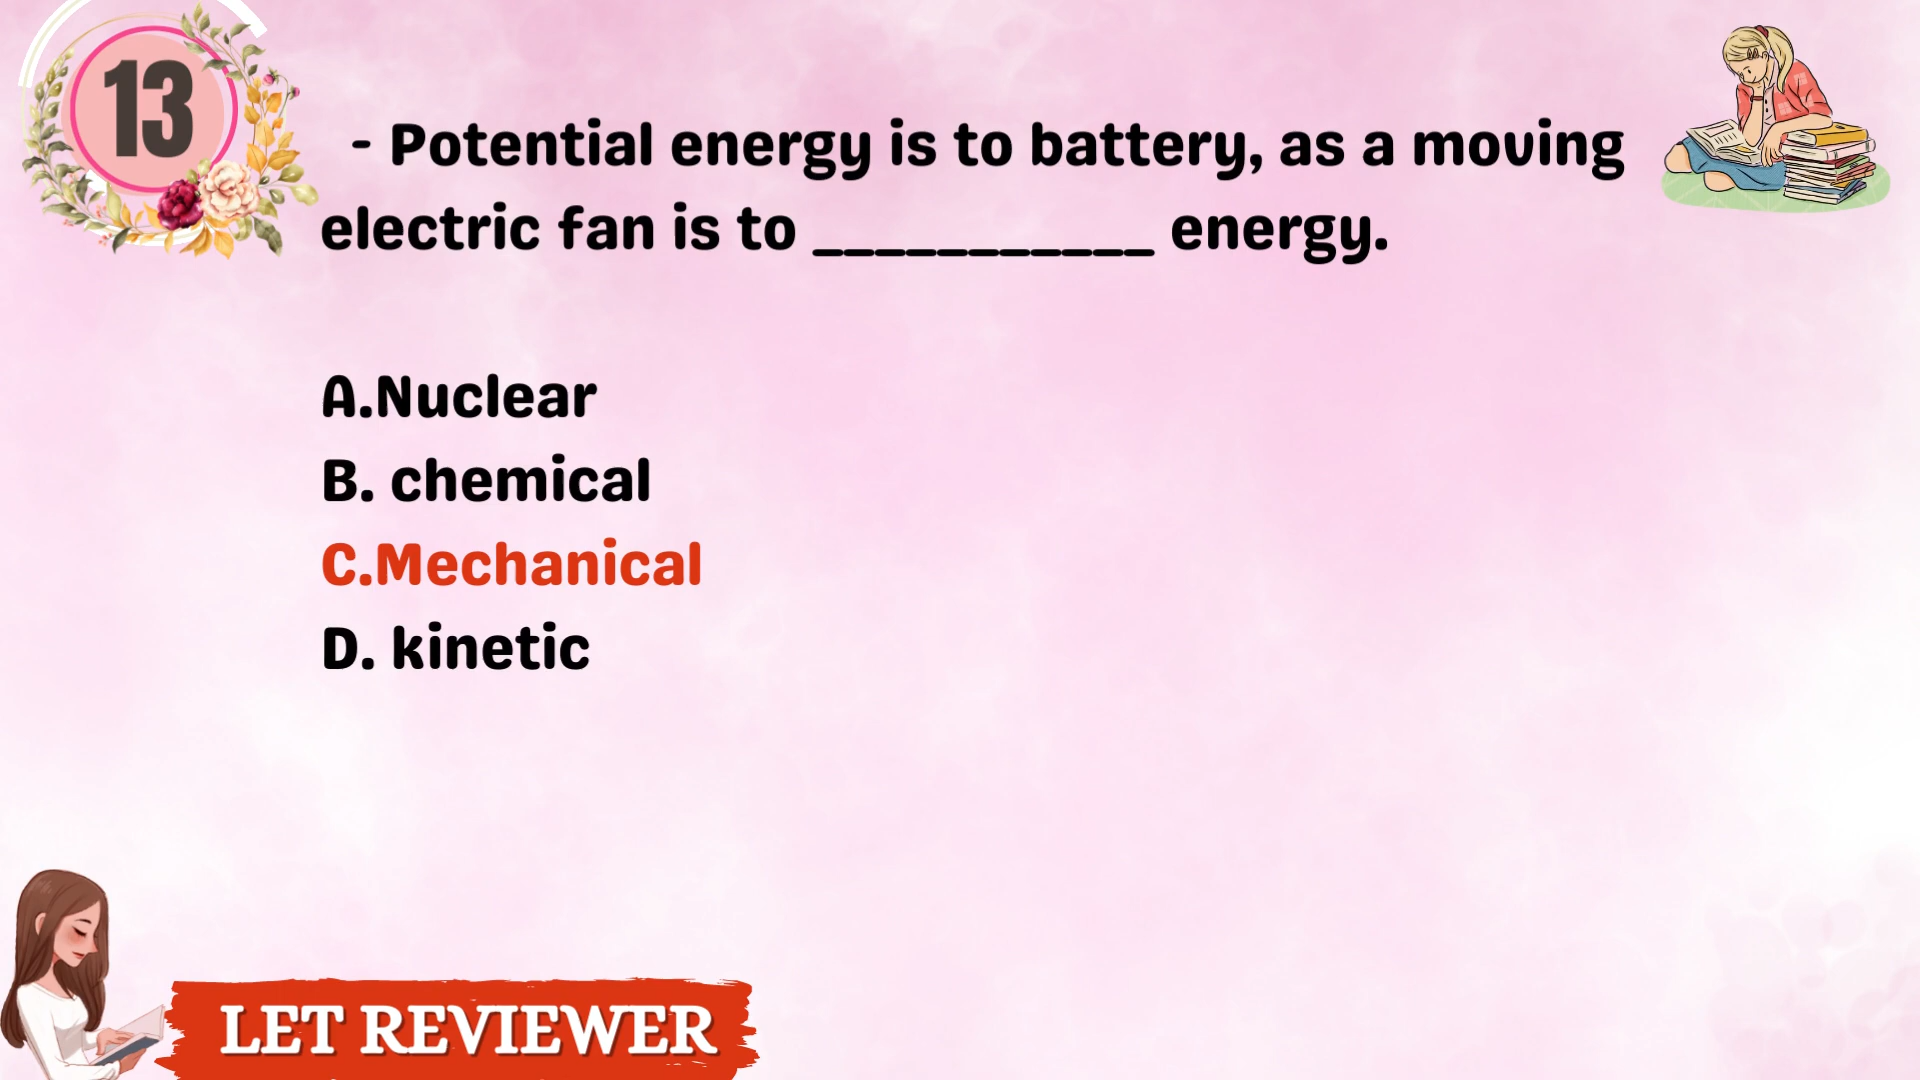 13
- Potential energy is to battery, as a moving
electric fan is to ___________ energy.
A.Nuclear
B. chemical
C.Mechanical
D. kinetic
LET REVIEWER